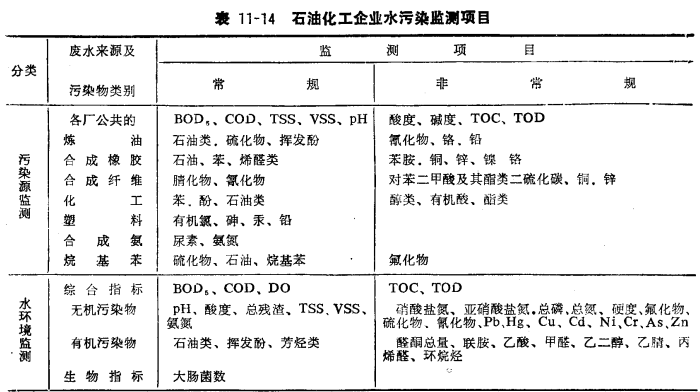 表 11-14 石油化工企业水污染监测项目
分类 废水来源及 监 测 项 目
污染物类别 常 规 非 常 规
污染源监测
各厂公共的 BOD₅、COD、TSS、VSS、pH 酸度、碱度、TOC、TOD
炼 油 石油类、硫化物、挥发酚 氰化物、铬、铅
合成橡胶 石油、苯、烯醛类 苯胺、铜、锌、镍 铬
合成纤维 腈化物、氰化物 对苯二甲酸及其酯类二硫化碳、铜、锌
化 工 苯、酚、石油类 醇类、有机酸、酯类
塑 料 有机氯、砷、汞、铅
合 成 氨 尿素、氨氮
烷 基 苯 硫化物、石油、烷基苯 氟化物
水环境监测
综合指标 BOD₅、COD、DO TOC、TOD
无机污染物 pH、酸度、总残渣、TSS、VSS、 硝酸盐氮、亚硝酸盐氮、总磷、总氮、硬度、氟化物、
氨氮 硫化物、氰化物、Pb、Hg、Cu、Cd、Ni、Cr、As、Zn
有机污染物 石油类、挥发酚、芳烃类 醛酮总量、联胺、乙酸、甲醛、乙二醇、乙腈、丙
烯醛、环烷烃
生物指标 大肠菌数